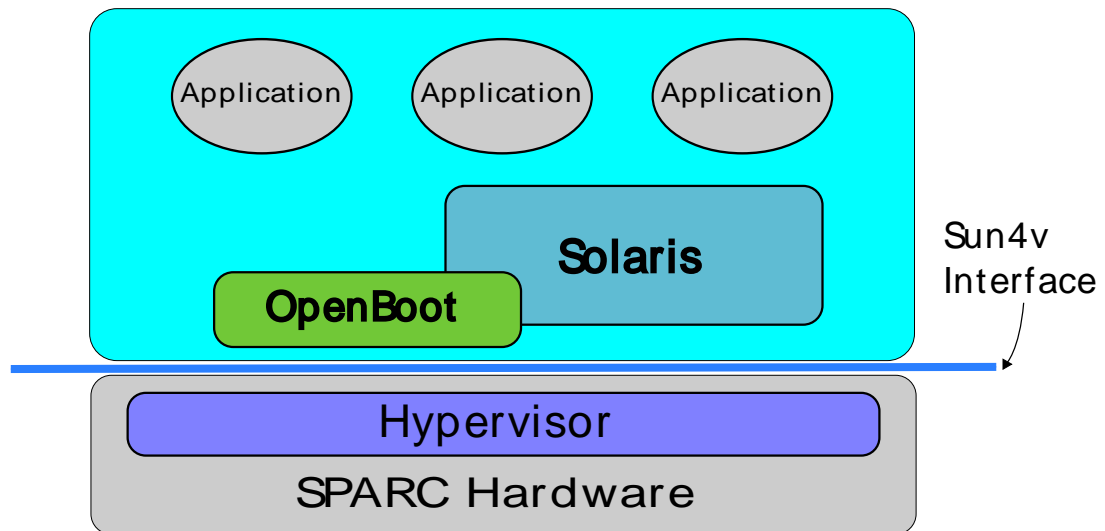 Application
Application
Application
Solaris
OpenBoot
Sun4v
Interface
Hypervisor
SPARC Hardware